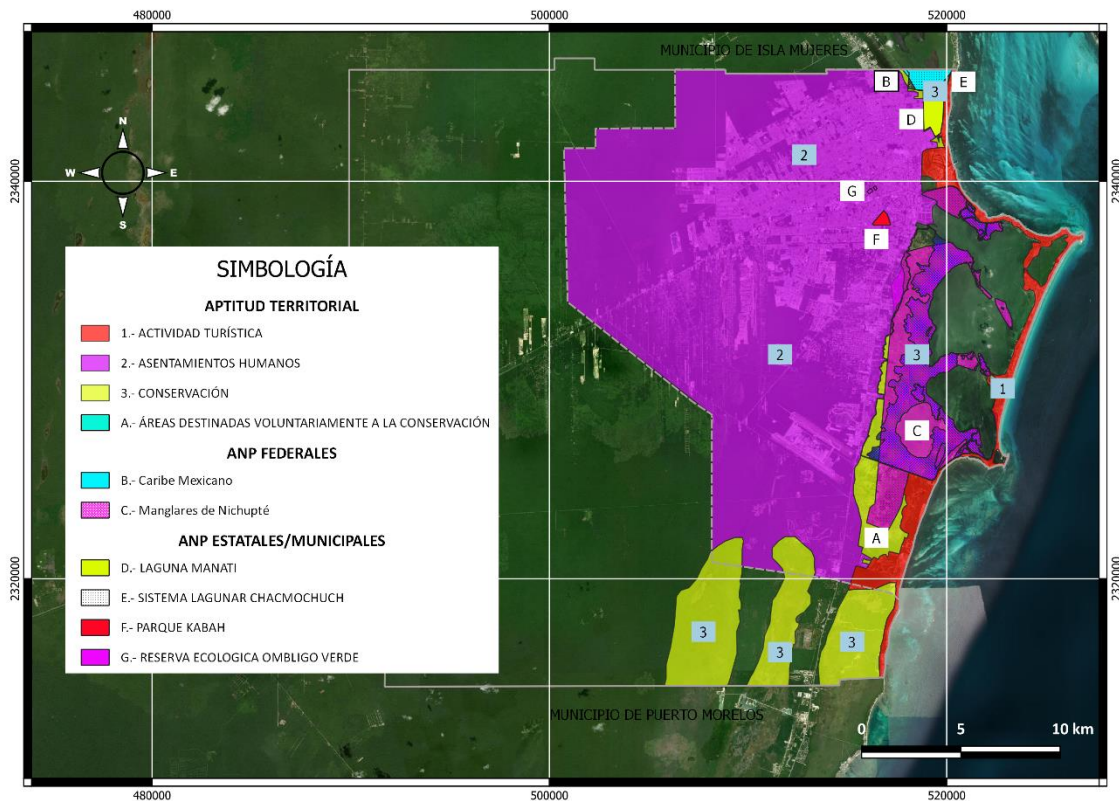 480000
500000
520000
MUNICIPIO DE ISLA MUJERES
B
3
E
D
2
2340000
2340000
N
W
E
S
G
F
SIMBOLOGÍA
APTITUD TERRITORIAL
1.- ACTIVIDAD TURÍSTICA
2.- ASENTAMIENTOS HUMANOS
3.- CONSERVACIÓN
A.- ÁREAS DESTINADAS VOLUNTARIAMENTE A LA CONSERVACIÓN
ANP FEDERALES
B.- Caribe Mexicano
C.- Manglares de Nichupté
ANP ESTATALES/MUNICIPALES
D.- LAGUNA MANATI
E.- SISTEMA LAGUNAR CHACMOCHUCH
F.- PARQUE KABAH
G.- RESERVA ECOLOGICA OMBLIGO VERDE
2
3
1
C
A
2320000
2320000
3
3
3
MUNICIPIO DE PUERTO MORELOS
0 5 10 km
480000
500000
520000